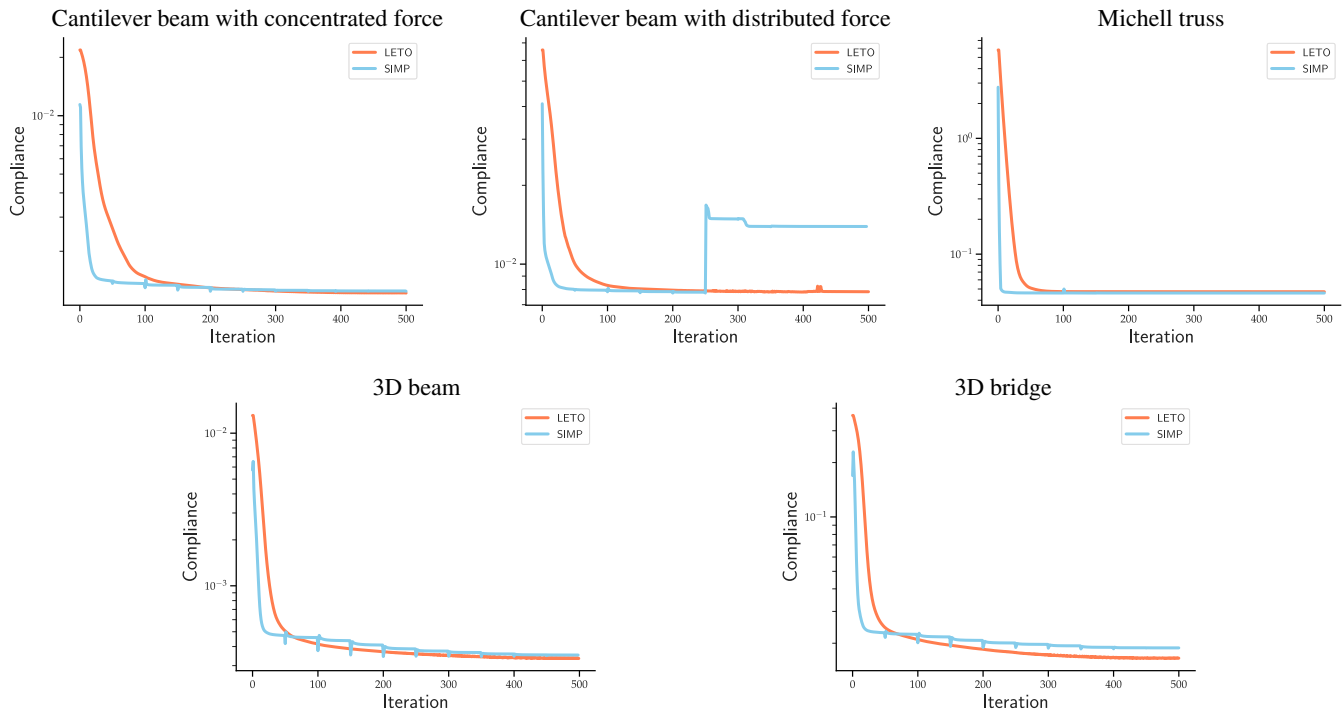 Cantilever beam with concentrated force
LETO
SIMP
10⁻²
Compliance
0 100 200 300 400 500
Iteration
Cantilever beam with distributed force
LETO
SIMP
10⁻²
Compliance
0 100 200 300 400 500
Iteration
Michell truss
LETO
SIMP
10⁰
10⁻¹
Compliance
0 100 200 300 400 500
Iteration
3D beam
LETO
SIMP
10⁻²
10⁻³
Compliance
0 100 200 300 400 500
Iteration
3D bridge
LETO
SIMP
10⁻¹
Compliance
0 100 200 300 400 500
Iteration